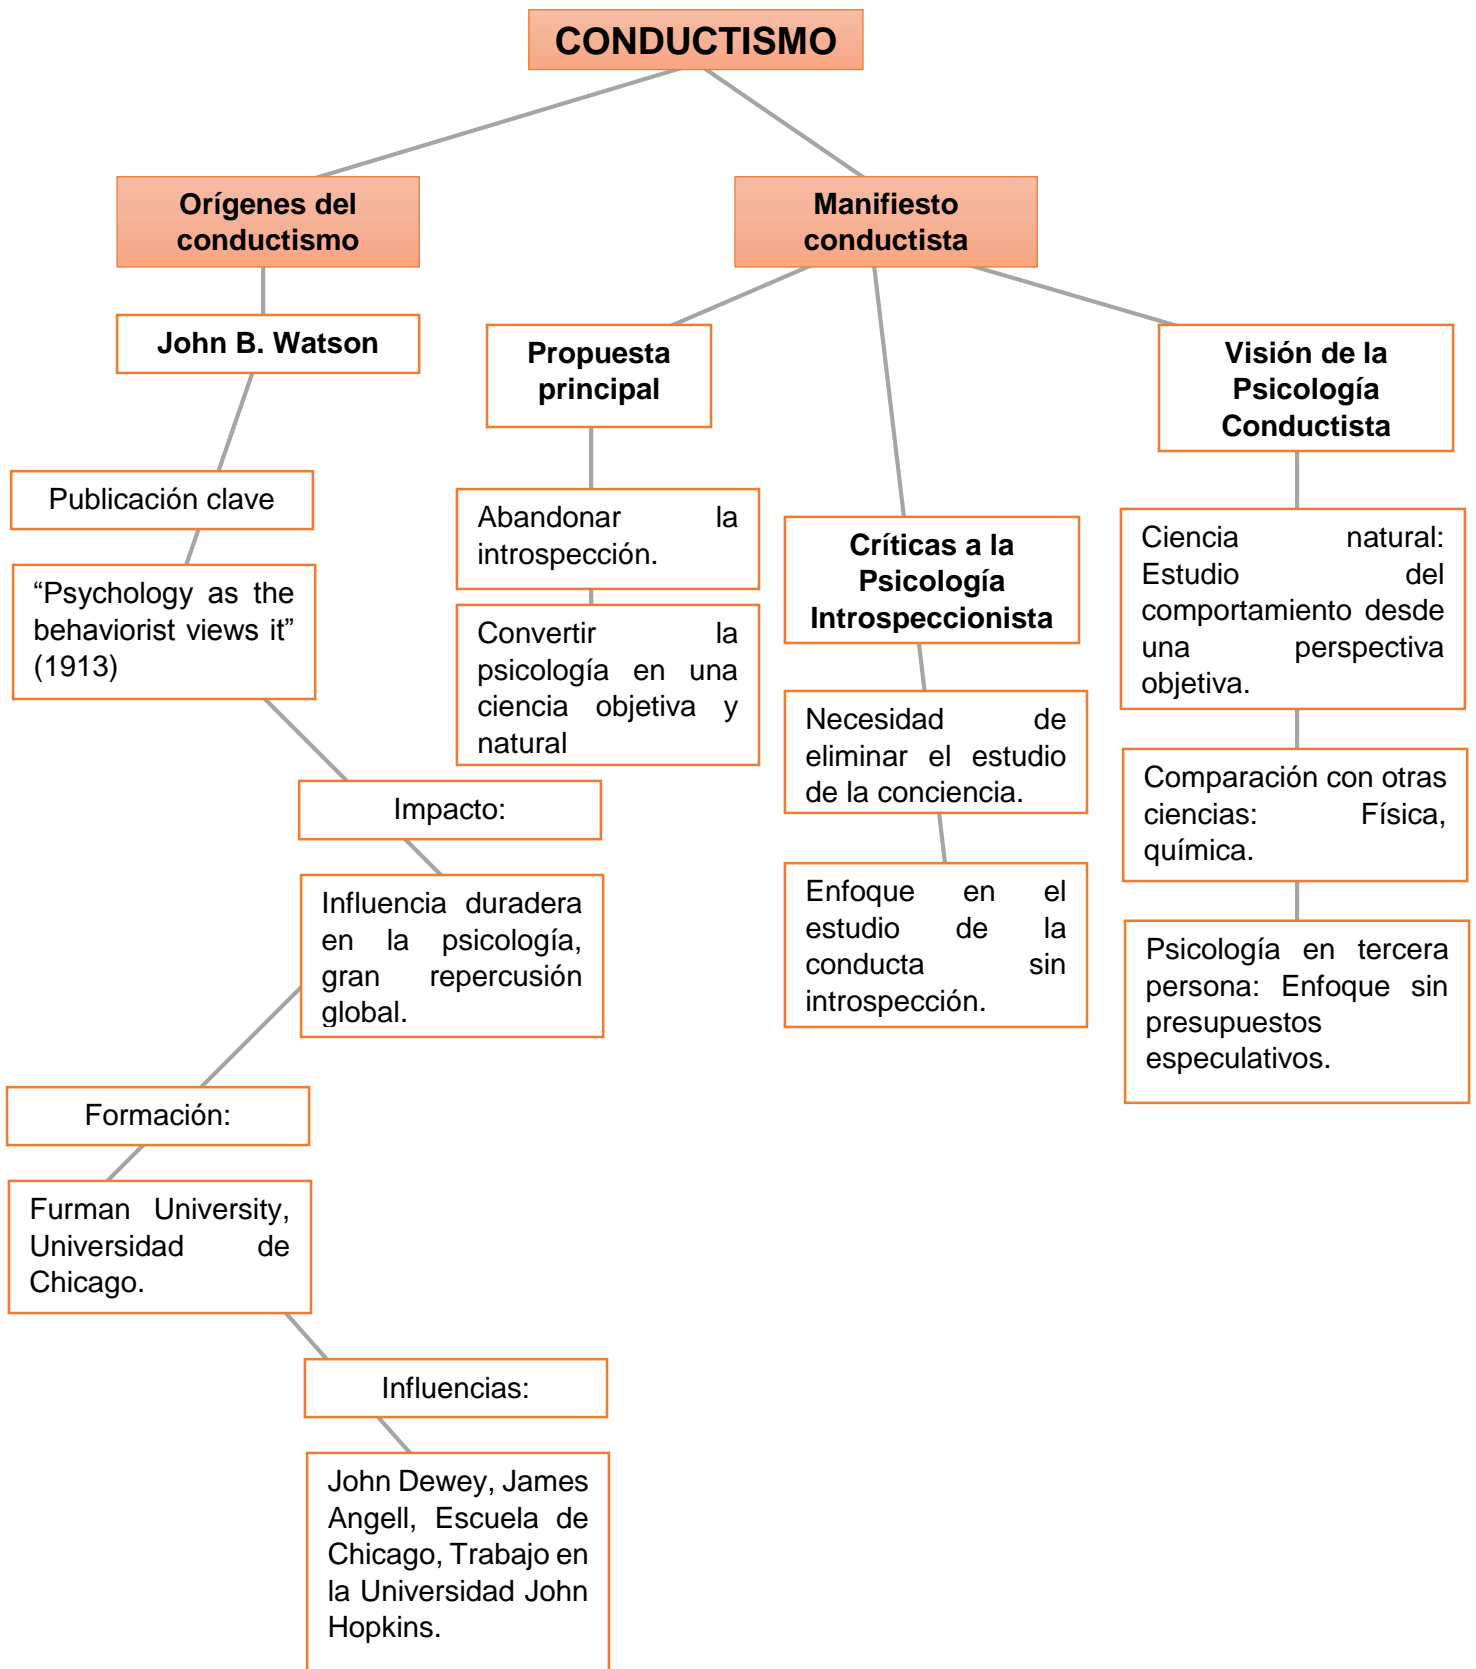 CONDUCTISMO
Orígenes del
conductismo
John B. Watson
Publicación clave
“Psychology as the
behaviorist views it”
(1913)
Impacto:
Influencia duradera
en la psicología,
gran repercusión
global.
Formación:
Furman University,
Universidad de
Chicago.
Influencias:
John Dewey, James
Angell, Escuela de
Chicago, Trabajo en
la Universidad John
Hopkins.
Manifiesto
conductista
Propuesta
principal
Abandonar la
introspección.
Convertir la
psicología en una
ciencia objetiva y
natural
Críticas a la
Psicología
Introspeccionista
Necesidad de
eliminar el estudio
de la conciencia.
Enfoque en el
estudio de la
conducta sin
introspección.
Visión de la
Psicología
Conductista
Ciencia natural:
Estudio del
comportamiento desde
una perspectiva
objetiva.
Comparación con otras
ciencias: Física,
química.
Psicología en tercera
persona: Enfoque sin
presupuestos
especulativos.